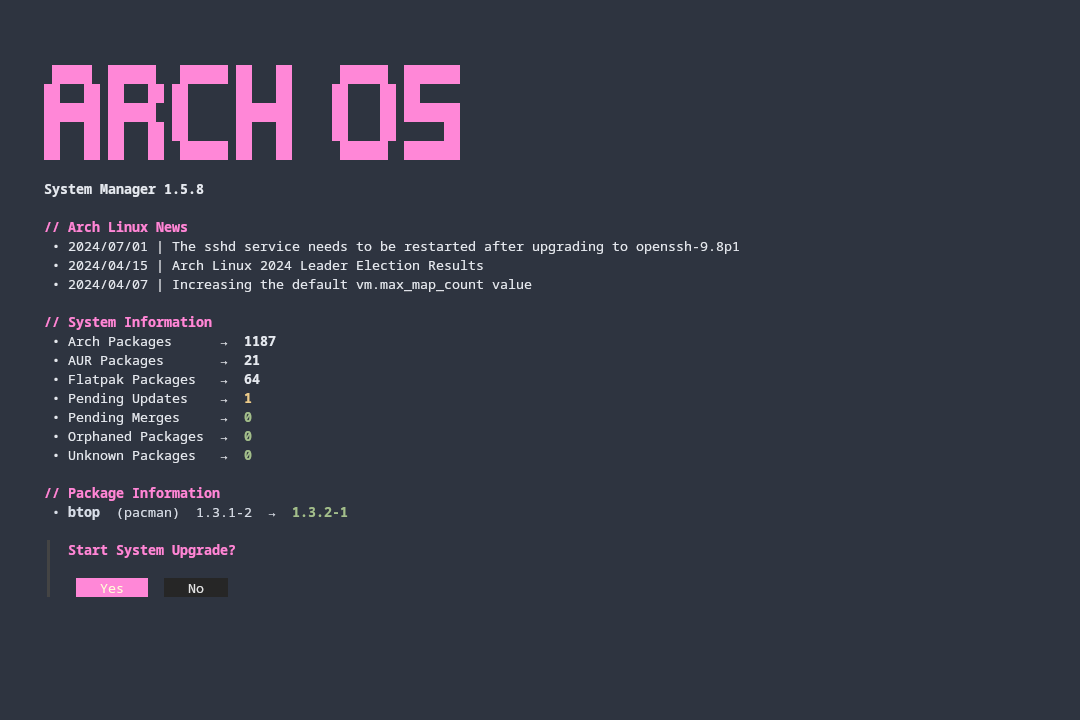 ARCH OS
System Manager 1.5.8
// Arch Linux News
• 2024/07/01 | The sshd service needs to be restarted after upgrading to openssh-9.8p1
• 2024/04/15 | Arch Linux 2024 Leader Election Results
• 2024/04/07 | Increasing the default vm.max_map_count value
// System Information
• Arch Packages → 1187
• AUR Packages → 21
• Flatpak Packages → 64
• Pending Updates → 1
• Pending Merges → 0
• Orphaned Packages → 0
• Unknown Packages → 0
// Package Information
• btop (pacman) 1.3.1-2 → 1.3.2-1
Start System Upgrade?
Yes No